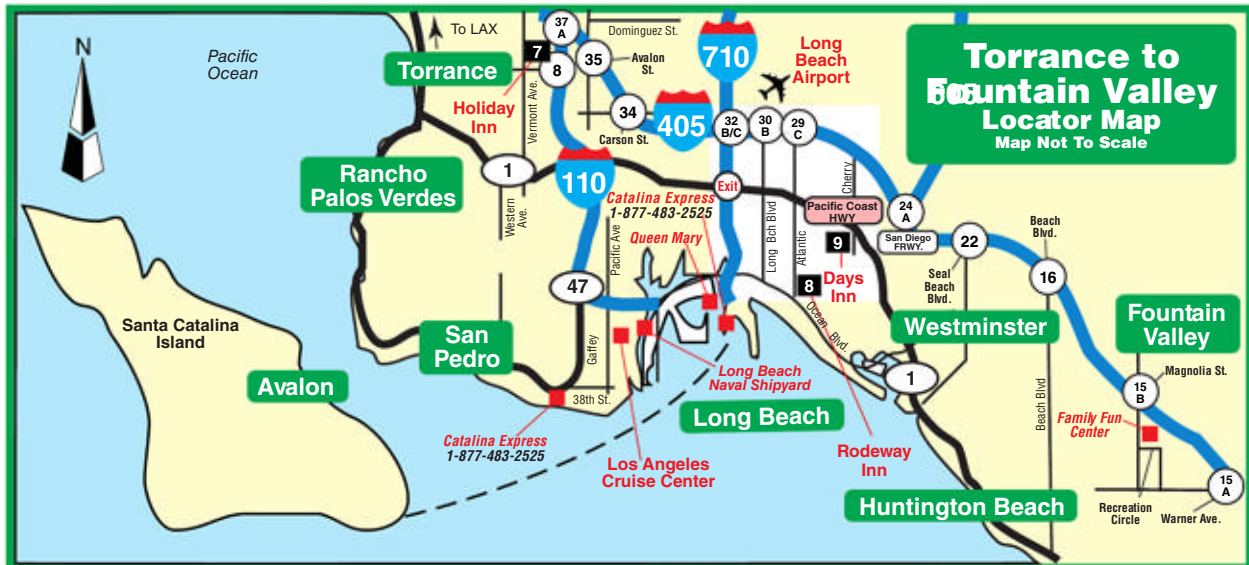 Torrance to
Fountain Valley
Locator Map
Map Not To Scale
605
N
Pacific
Ocean
To LAX
37
A
Dominguez St.
7
8
35
Avalon
St.
Torrance
Holiday
Inn
Vermont Ave.
34
Carson St.
405
710
Long
Beach
Airport
32
B/C
30
B
29
C
Rancho
Palos Verdes
1
Western
Ave.
110
Catalina Express
1-877-483-2525
Queen Mary
Exit
Pacific Ave
Long Bch Blvd
Atlantic
Cherry
Pacific Coast
HWY
24
A
San Diego
FRWY.
22
Seal
Beach
Blvd.
Beach
Blvd.
16
9
Days
Inn
8
Ocean Blvd.
47
Santa Catalina
Island
Avalon
San
Pedro
Gaffey
38th St.
Long Beach
Naval Shipyard
Long Beach
Westminster
1
Fountain
Valley
Magnolia St.
15
B
Beach Blvd
Family Fun
Center
Catalina Express
1-877-483-2525
Los Angeles
Cruise Center
Rodeway
Inn
Huntington Beach
Recreation
Circle
Warner Ave.
15
A